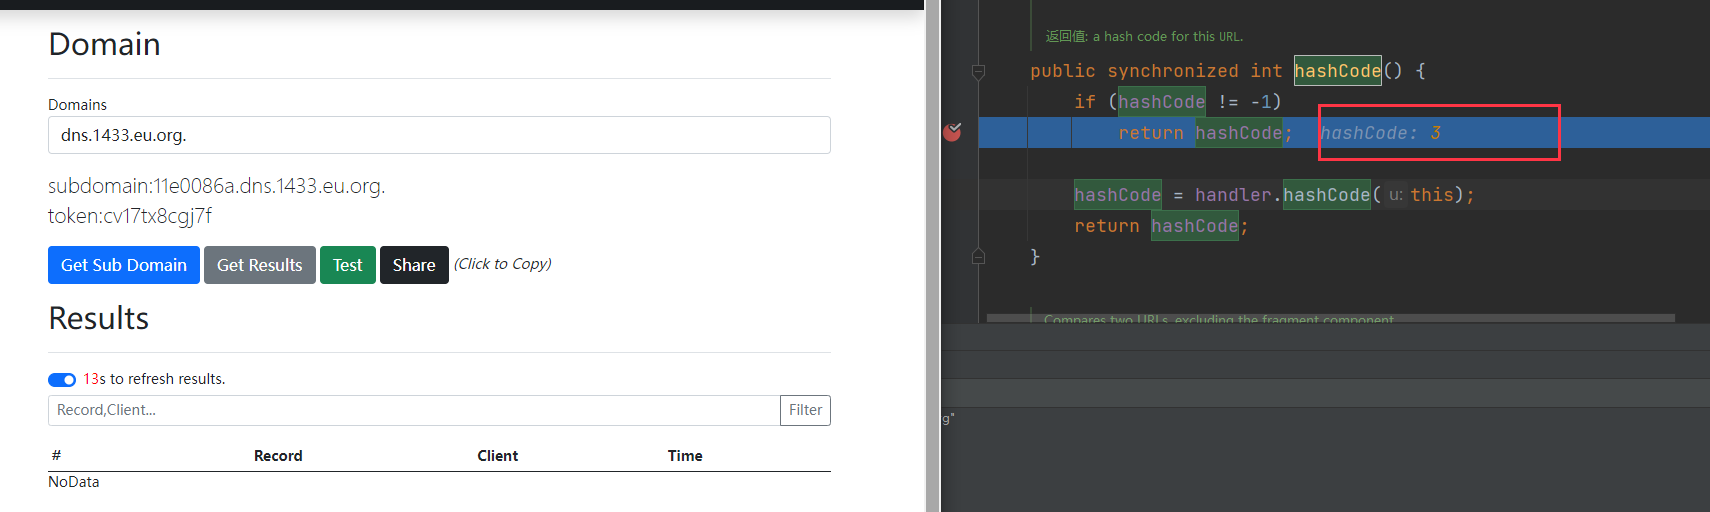 Domain
Domains
dns.1433.eu.org.
subdomain:11e0086a.dns.1433.eu.org.
token:cv17tx8cgj7f
Get Sub Domain Get Results Test Share (Click to Copy)
Results
13s to refresh results.
Record,Client... Filter
# Record Client Time
NoData
返回值: a hash code for this URL.
public synchronized int hashCode() {
if (hashCode != -1)
return hashCode; hashCode: 3
hashCode = handler.hashCode( u: this);
return hashCode;
}
Compares two URLs, excluding the fragment component.
g"